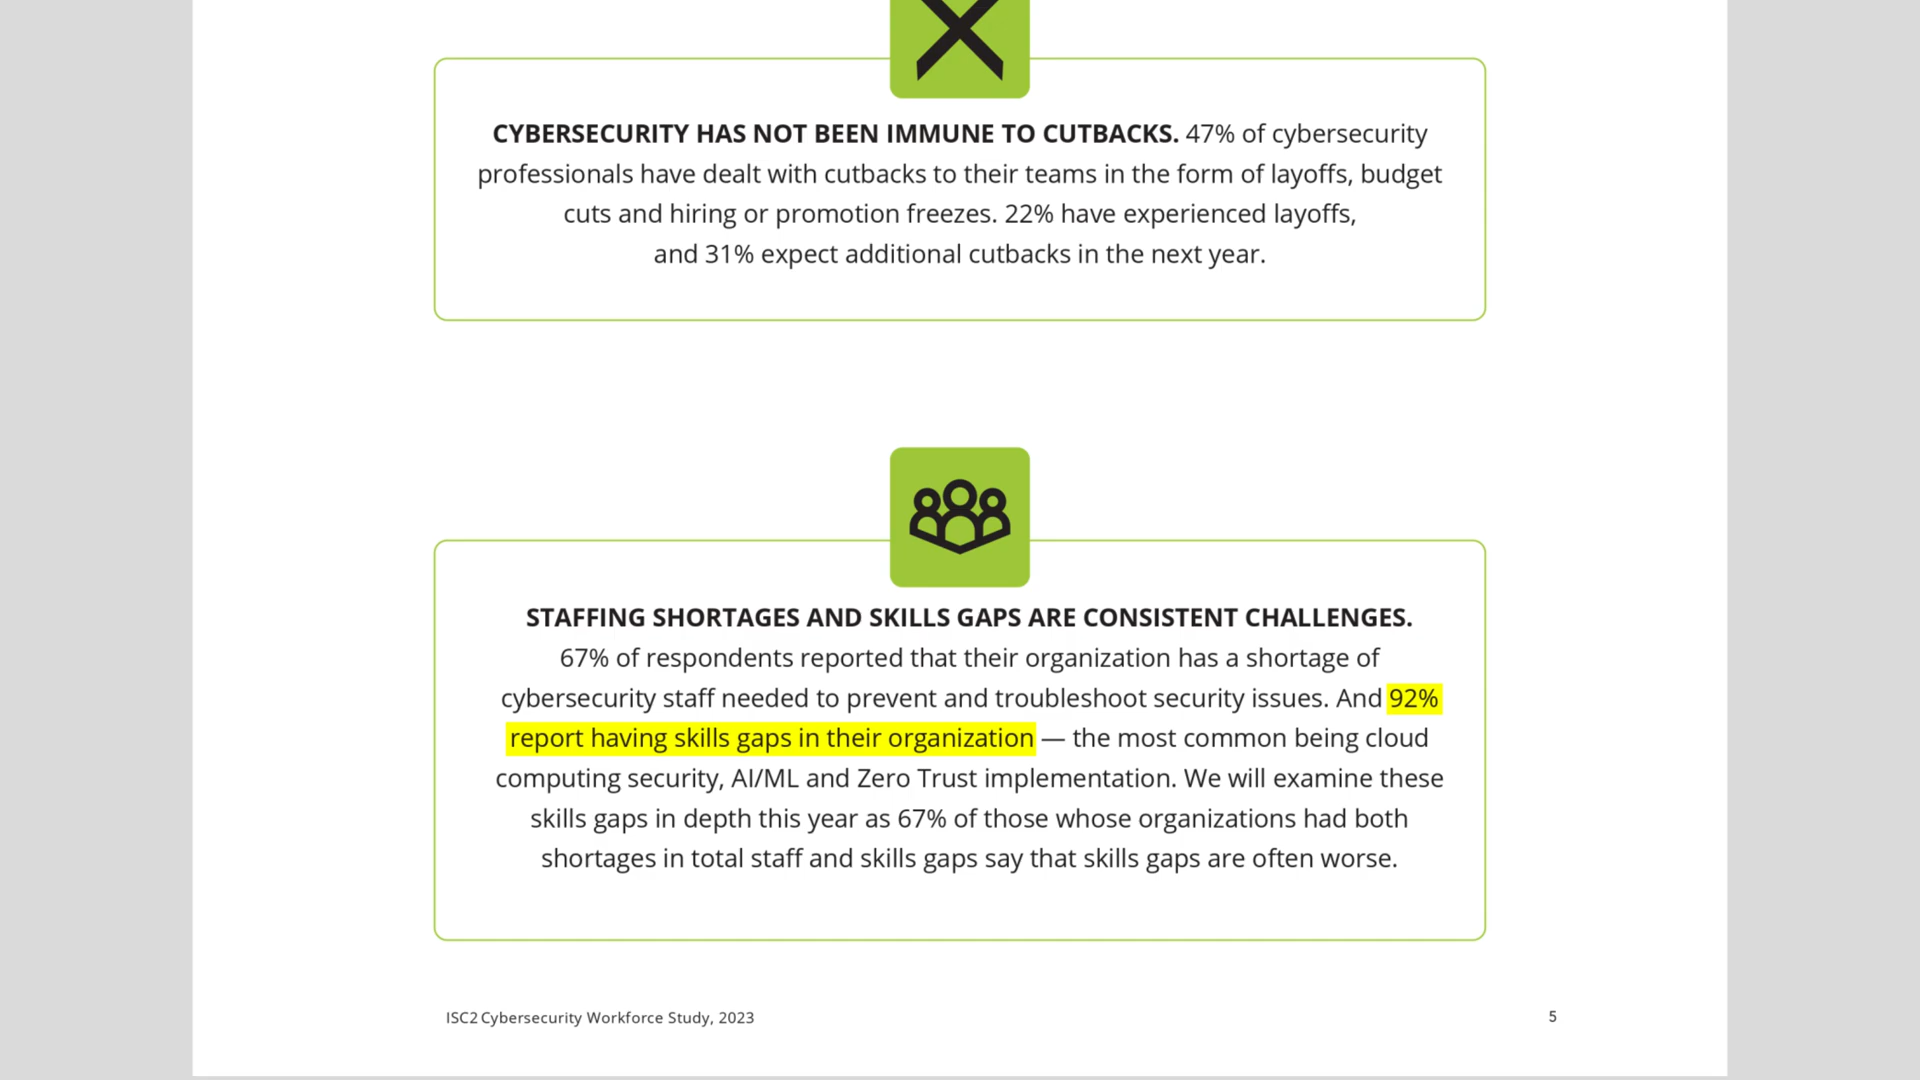 CYBERSECURITY HAS NOT BEEN IMMUNE TO CUTBACKS. 47% of cybersecurity
professionals have dealt with cutbacks to their teams in the form of layoffs, budget
cuts and hiring or promotion freezes. 22% have experienced layoffs,
and 31% expect additional cutbacks in the next year.
STAFFING SHORTAGES AND SKILLS GAPS ARE CONSISTENT CHALLENGES.
67% of respondents reported that their organization has a shortage of
cybersecurity staff needed to prevent and troubleshoot security issues. And 92%
report having skills gaps in their organization — the most common being cloud
computing security, AI/ML and Zero Trust implementation. We will examine these
skills gaps in depth this year as 67% of those whose organizations had both
shortages in total staff and skills gaps say that skills gaps are often worse.
ISC2 Cybersecurity Workforce Study, 2023
5